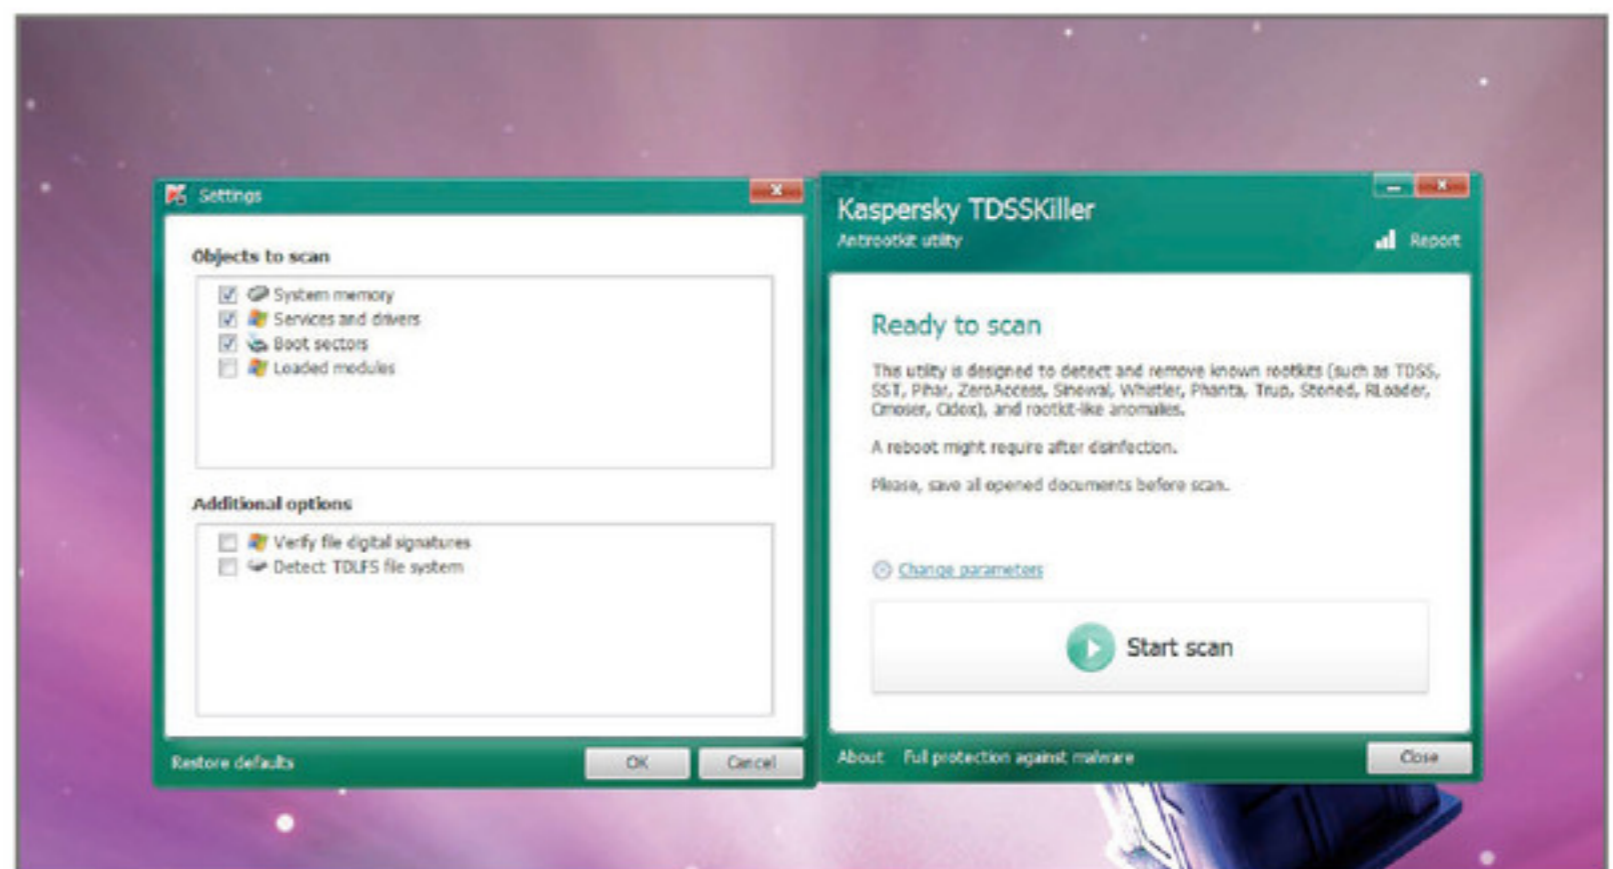 Settings
Objects to scan
System memory
Services and drivers
Boot sectors
Loaded modules
Additional options
Verify file digital signatures
Detect TDLFS file system
Restore defaults
OK
Cancel
Kaspersky TDSSKiller
Antirootkit utility
Report
Ready to scan
This utility is designed to detect and remove known rootkits (such as TDSS,
SST, Pihar, ZeroAccess, Sinowal, Whistler, Phanta, Trup, Stoned, RLoader,
Cmoser, Cidox), and rootkit-like anomalies.
A reboot might require after disinfection.
Please, save all opened documents before scan.
Change parameters
Start scan
About
Full protection against malware
Close